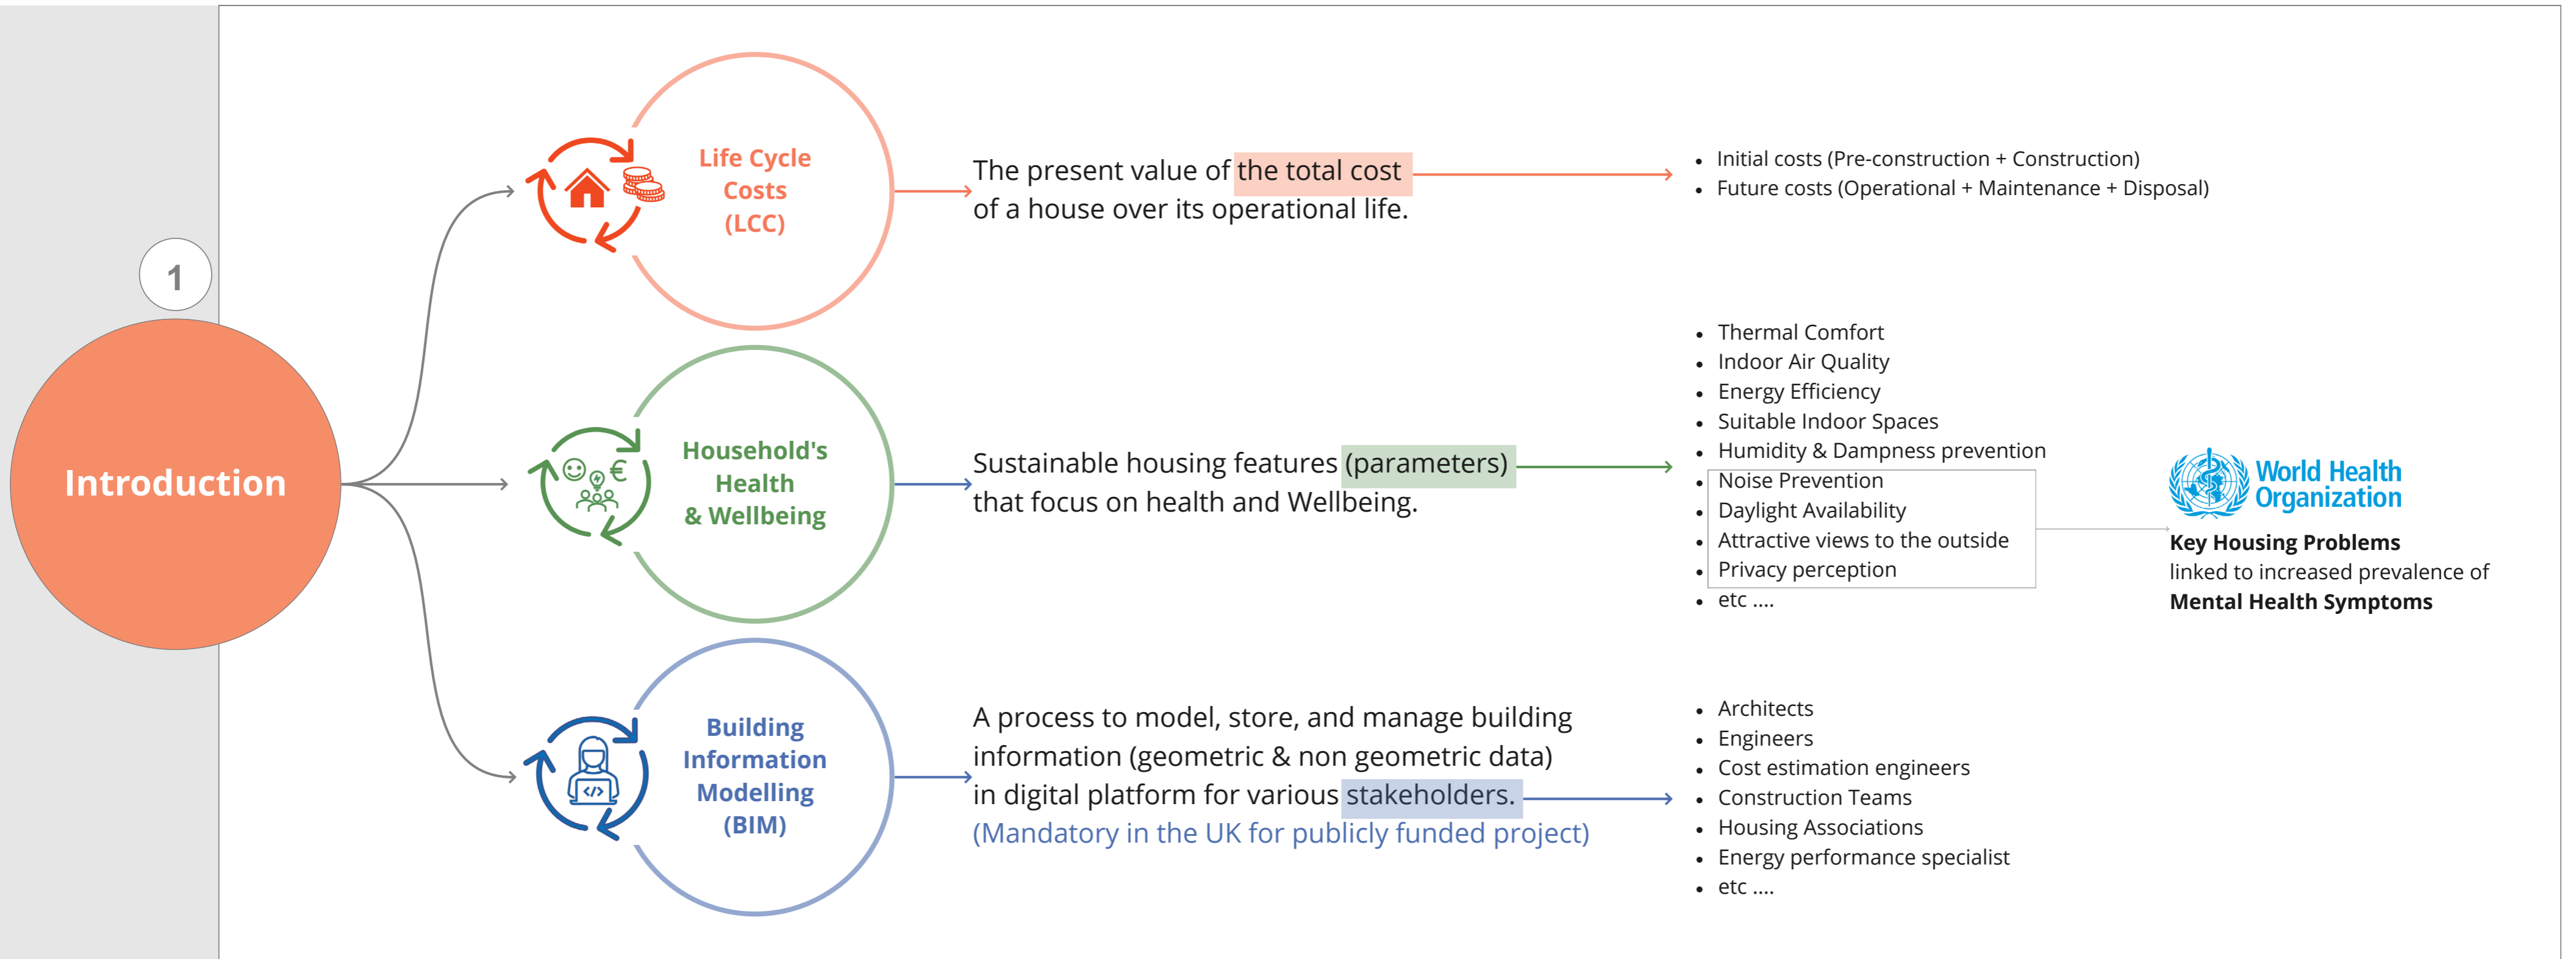 1
Introduction
Life Cycle
Costs
(LCC)
The present value of the total cost
of a house over its operational life.
• Initial costs (Pre-construction + Construction)
• Future costs (Operational + Maintenance + Disposal)
€
Household's
Health
& Wellbeing
Sustainable housing features (parameters)
that focus on health and Wellbeing.
• Thermal Comfort
• Indoor Air Quality
• Energy Efficiency
• Suitable Indoor Spaces
• Humidity & Dampness prevention
• Noise Prevention
• Daylight Availability
• Attractive views to the outside
• Privacy perception
• etc ....
World Health
Organization
Key Housing Problems
linked to increased prevalence of
Mental Health Symptoms
</>
Building
Information
Modelling
(BIM)
A process to model, store, and manage building
information (geometric & non geometric data)
in digital platform for various stakeholders.
(Mandatory in the UK for publicly funded project)
• Architects
• Engineers
• Cost estimation engineers
• Construction Teams
• Housing Associations
• Energy performance specialist
• etc ....